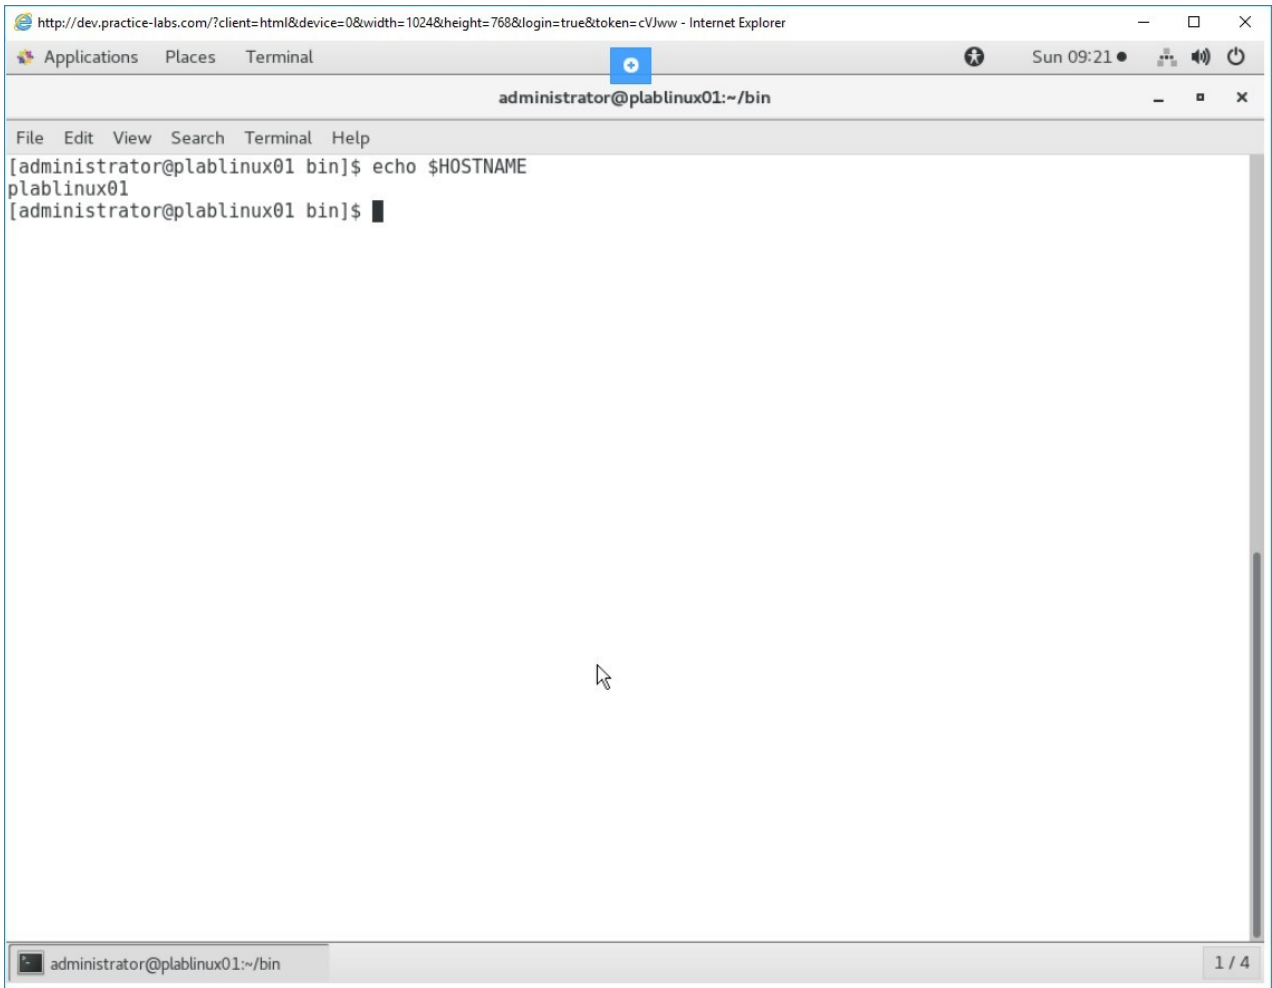 http://dev.practice-labs.com/?client=html&device=0&width=1024&height=768&login=true&token=cVJww - Internet Explorer
Applications Places Terminal Sun 09:21
administrator@plablinux01:~/bin
File Edit View Search Terminal Help
[administrator@plablinux01 bin]$ echo $HOSTNAME
plablinux01
[administrator@plablinux01 bin]$
administrator@plablinux01:~/bin 1 / 4